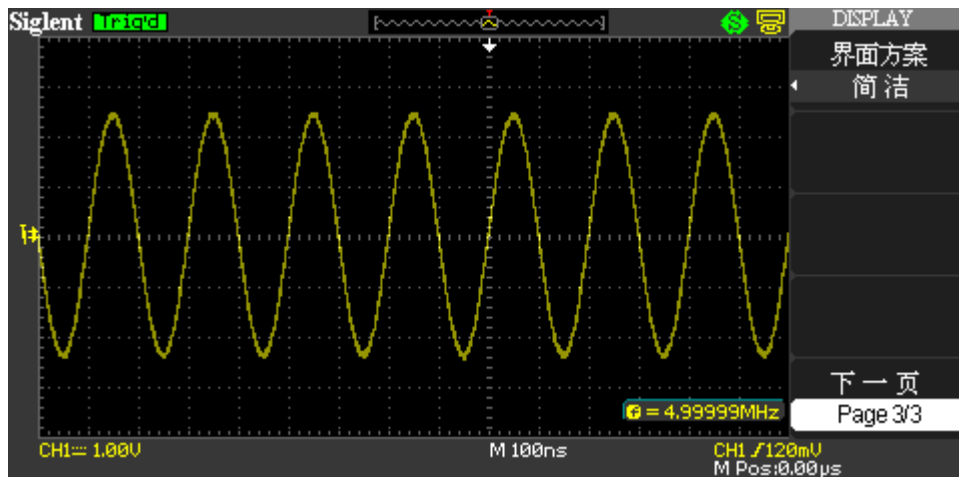 Siglent Trig'd
DISPLAY
界面方案
简洁
下一页
Page 3/3
f = 4.99999MHz
CH1 1.00V
M 100ns
CH1 120mV
M Pos:0.00µs